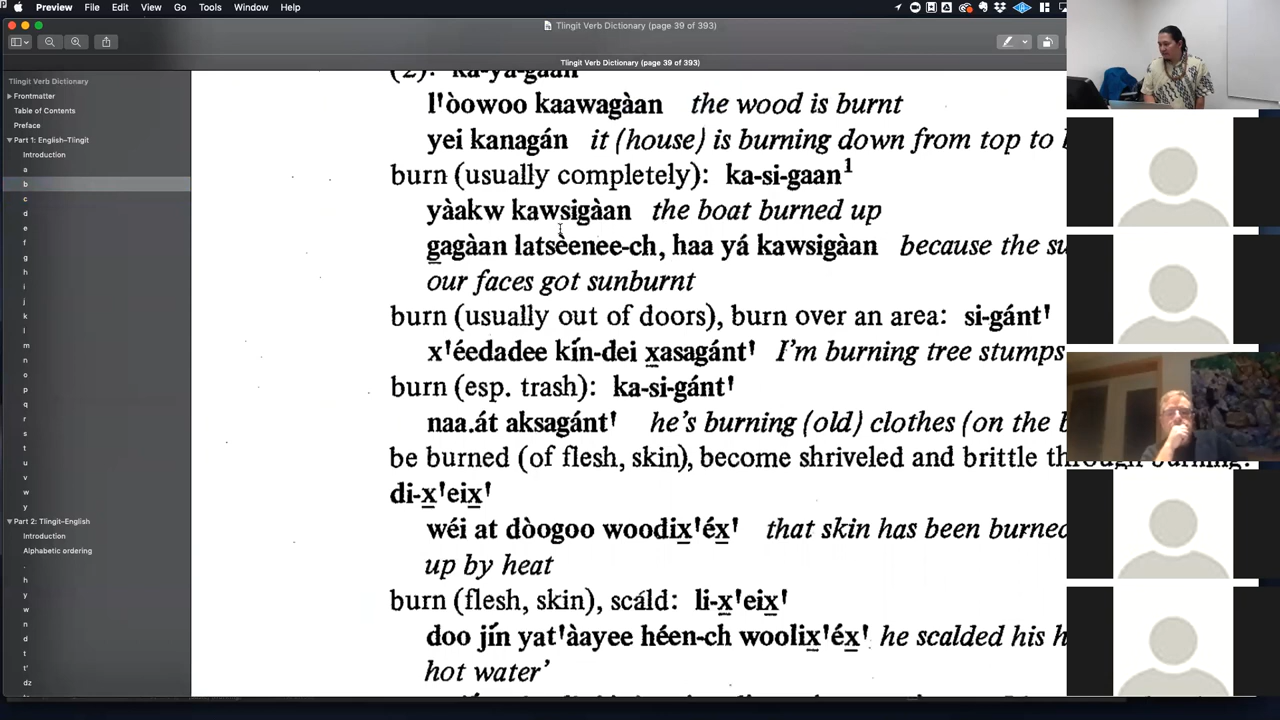 Preview File Edit View Go Tools Window Help
Tlingit Verb Dictionary (page 39 of 393)
Tlingit Verb Dictionary (page 39 of 393)
Tlingit Verb Dictionary
Frontmatter
Table of Contents
Preface
Part 1: English–Tlingit
Introduction
a
b
c
d
e
f
g
h
i
j
k
l
m
n
o
p
q
r
s
t
u
v
w
y
Part 2: Tlingit–English
Introduction
Alphabetic ordering
.
h
y
w
n
d
t
t'
dz
(2): ka-ya-gaan
l'òowoo kaawagàan the wood is burnt
yei kanagán it (house) is burning down from top to
burn (usually completely): ka-si-gaan¹
yàakw kawsigàan the boat burned up
g̲agàan latsèenee-ch, haa yá kawsigàan because the
our faces got sunburnt
burn (usually out of doors), burn over an area: si-gánt'
x'éedadee kín-dei x̲asagánt' I'm burning tree stumps
burn (esp. trash): ka-si-gánt'
naa.át aksagánt' he's burning (old) clothes (on the
be burned (of flesh, skin), become shriveled and brittle through burning:
di-x̲'eix̲'
wéi at dòogoo woodix̲'éx̲' that skin has been burned
up by heat
burn (flesh, skin), scald: li-x̲'eix̲'
doo jín yat'àayee héen-ch woolix̲'éx̲' he scalded his
hot water'